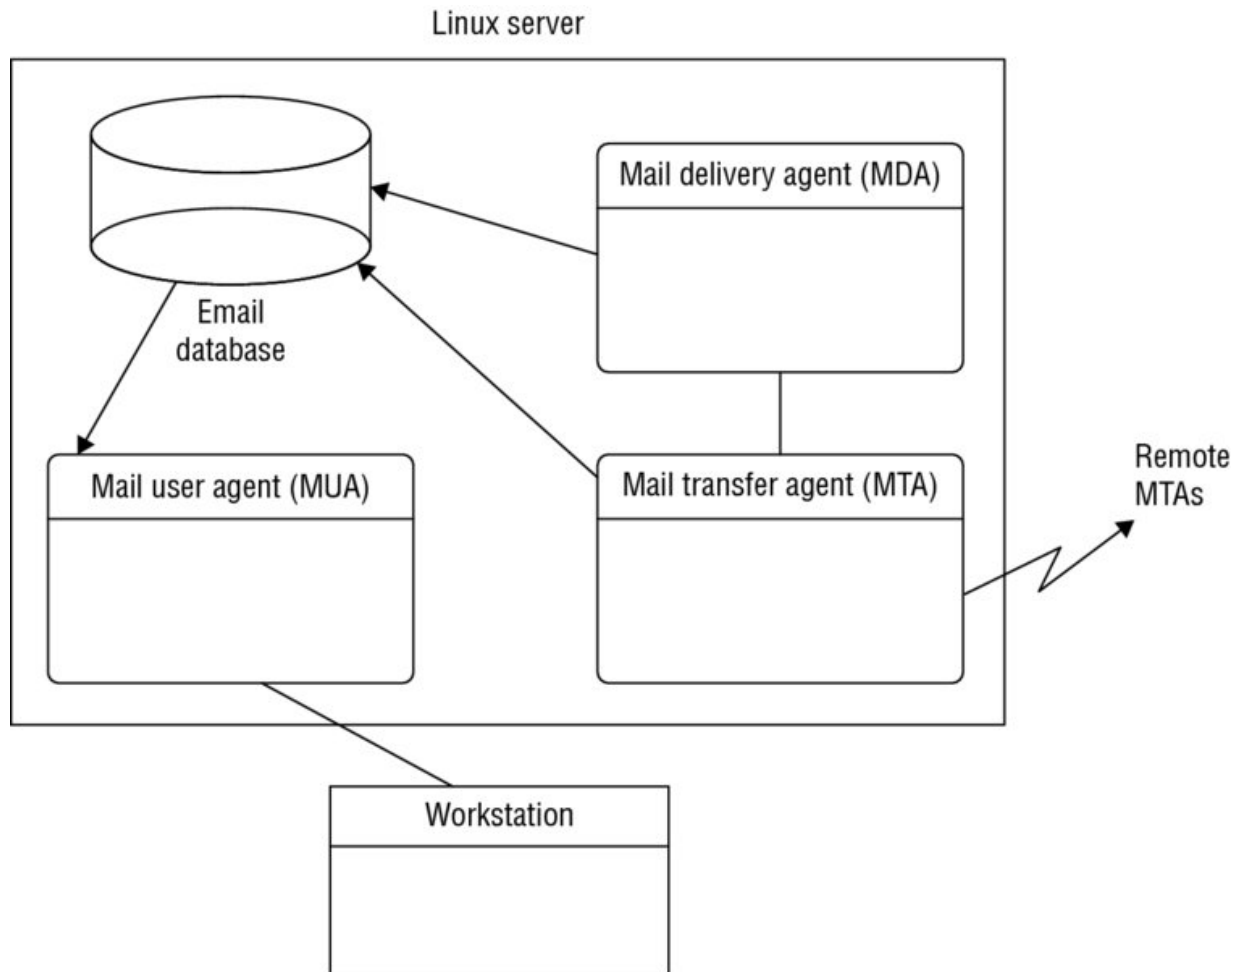 Linux server
Mail delivery agent (MDA)
Email
database
Mail user agent (MUA)
Mail transfer agent (MTA)
Remote
MTAs
Workstation